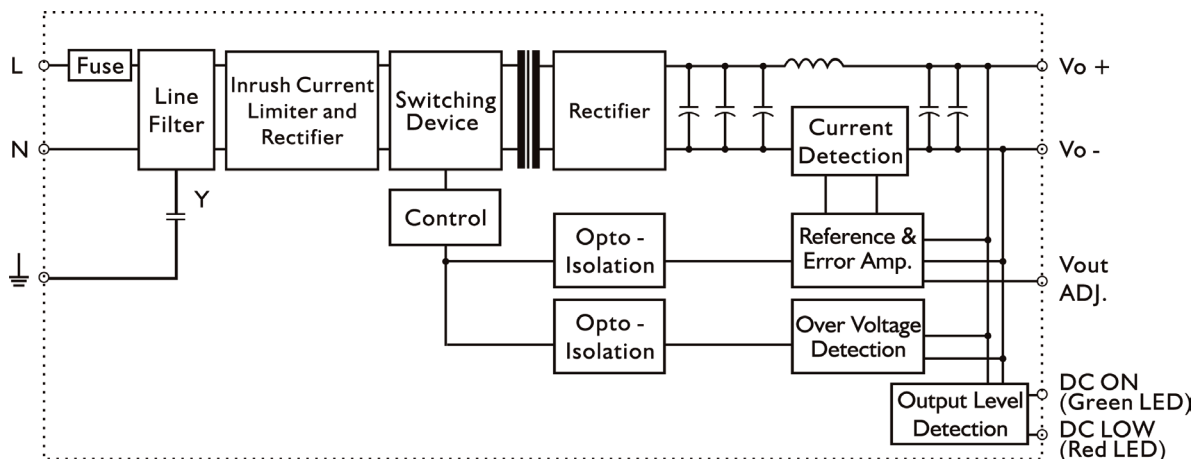 L
Fuse
Line
Filter
Inrush Current
Limiter and
Rectifier
Switching
Device
Rectifier
Current
Detection
Vo +
N
Vo -
Y
Control
Opto -
Isolation
Reference &
Error Amp.
Vout
ADJ.
Opto -
Isolation
Over Voltage
Detection
Output Level
Detection
DC ON
(Green LED)
DC LOW
(Red LED)